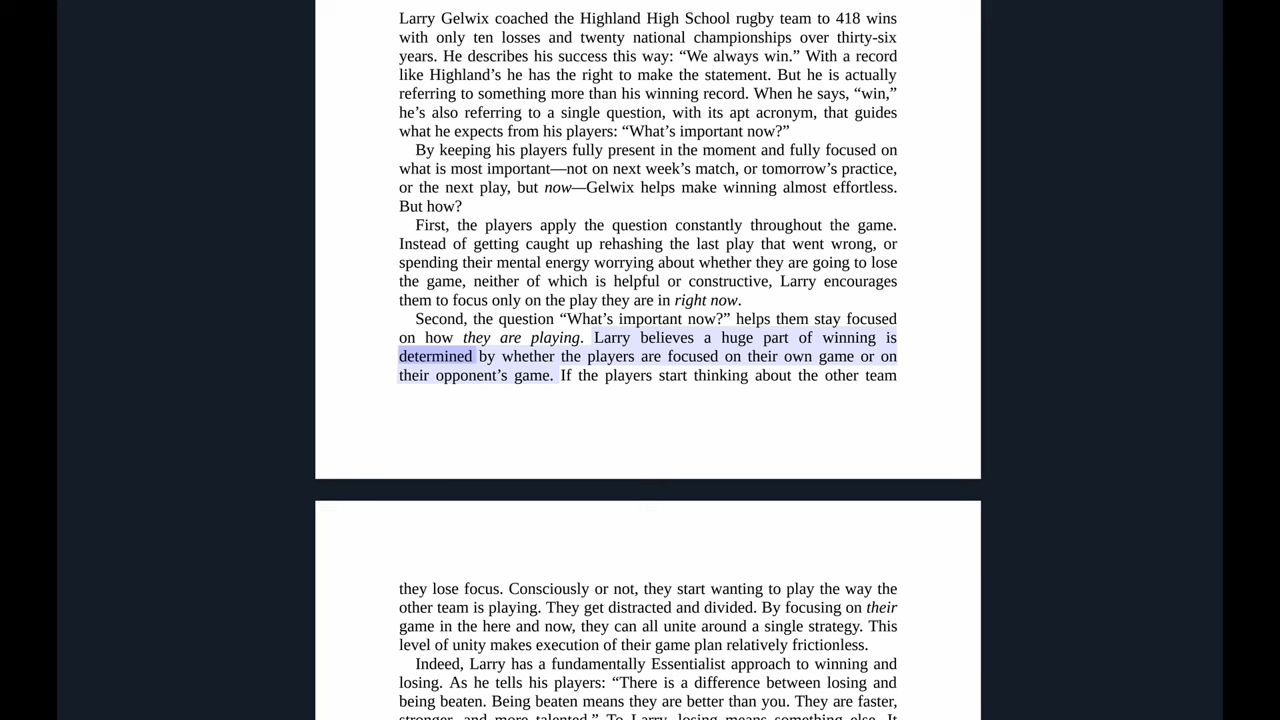 Larry Gelwix coached the Highland High School rugby team to 418 wins
with only ten losses and twenty national championships over thirty-six
years. He describes his success this way: “We always win.” With a record
like Highland’s he has the right to make the statement. But he is actually
referring to something more than his winning record. When he says, “win,”
he’s also referring to a single question, with its apt acronym, that guides
what he expects from his players: “What’s important now?”
By keeping his players fully present in the moment and fully focused on
what is most important—not on next week’s match, or tomorrow’s practice,
or the next play, but now—Gelwix helps make winning almost effortless.
But how?
First, the players apply the question constantly throughout the game.
Instead of getting caught up rehashing the last play that went wrong, or
spending their mental energy worrying about whether they are going to lose
the game, neither of which is helpful or constructive, Larry encourages
them to focus only on the play they are in right now.
Second, the question “What’s important now?” helps them stay focused
on how they are playing. Larry believes a huge part of winning is
determined by whether the players are focused on their own game or on
their opponent’s game. If the players start thinking about the other team
they lose focus. Consciously or not, they start wanting to play the way the
other team is playing. They get distracted and divided. By focusing on their
game in the here and now, they can all unite around a single strategy. This
level of unity makes execution of their game plan relatively frictionless.
Indeed, Larry has a fundamentally Essentialist approach to winning and
losing. As he tells his players: “There is a difference between losing and
being beaten. Being beaten means they are better than you. They are faster,
stronger, and more talented.” To Larry, losing means something else. It